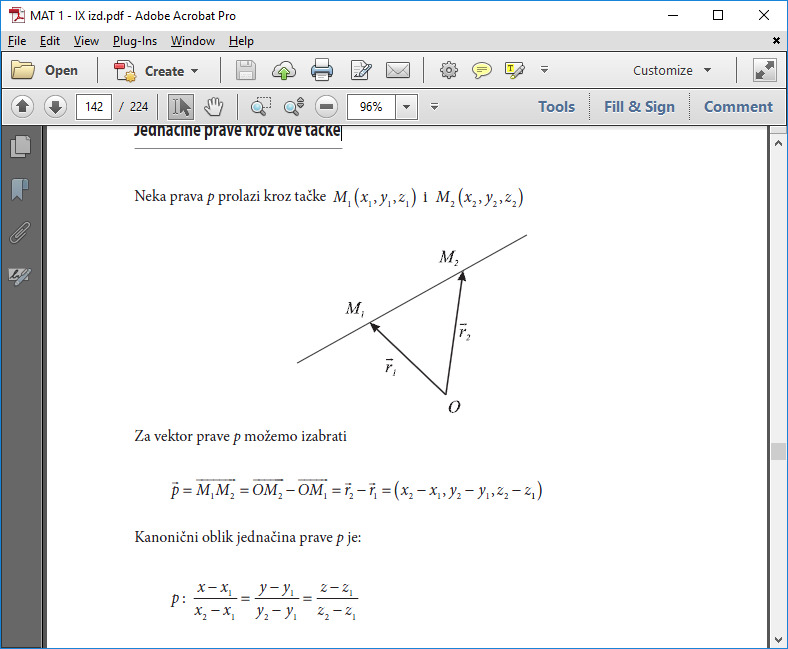 MAT 1 - IX izd.pdf - Adobe Acrobat Pro
File Edit View Plug-Ins Window Help
Open Create Customize
142 / 224 96% Tools Fill & Sign Comment
Jednačine prave kroz dve tačke
Neka prava p prolazi kroz tačke M₁(x₁, y₁, z₁) i M₂(x₂, y₂, z₂)
M₂
M₁
r⃗₂
r⃗₁
O
Za vektor prave p možemo izabrati
p⃗ = M₁M₂ = OM₂ − OM₁ = r⃗₂ − r⃗₁ = (x₂ − x₁, y₂ − y₁, z₂ − z₁)
Kanonični oblik jednačina prave p je:
p: (x − x₁)/(x₂ − x₁) = (y − y₁)/(y₂ − y₁) = (z − z₁)/(z₂ − z₁)